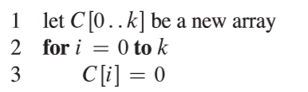 1 let C[0..k] be a new array
2 for i = 0 to k
3 C[i] = 0